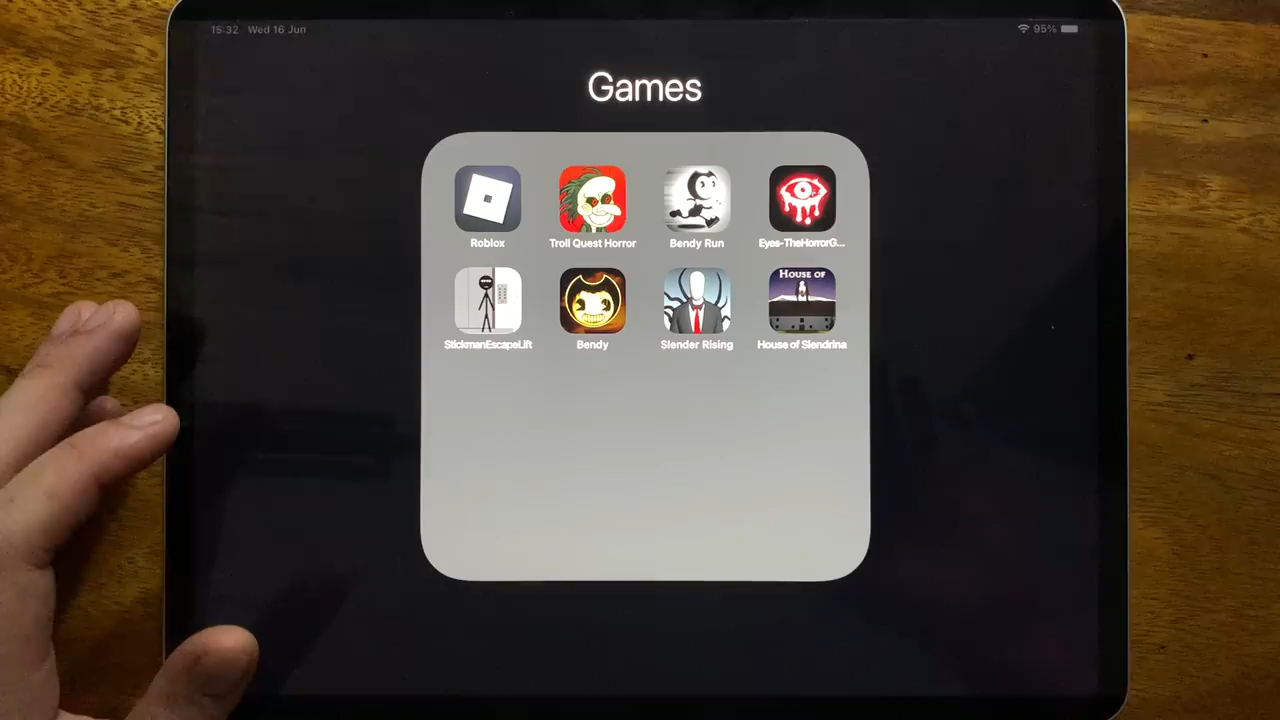 15:32 Wed 16 Jun
95%
Games
Roblox
Troll Quest Horror
Bendy Run
Eyes-TheHorrorG...
StickmanEscapeLift
Bendy
Slender Rising
HOUSE OF
House of Slendrina